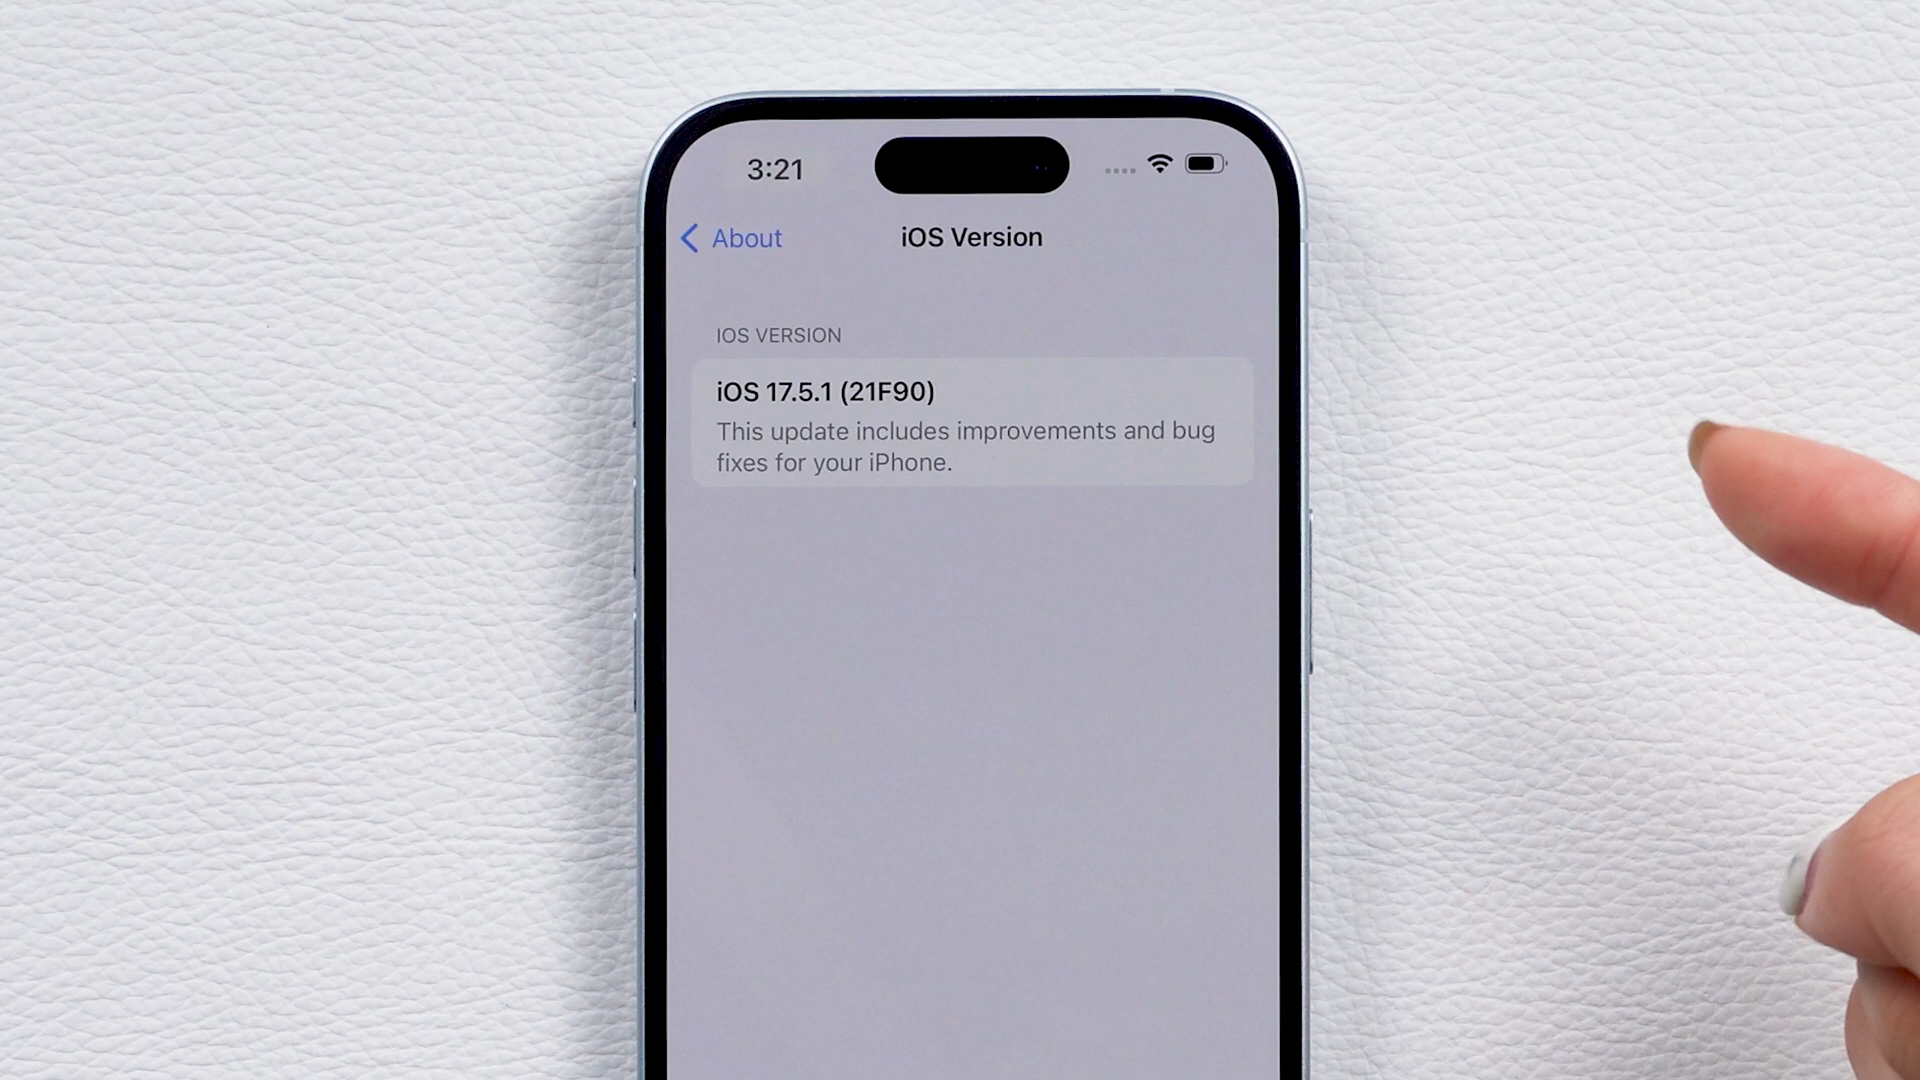 3:21
About
iOS Version
IOS VERSION
iOS 17.5.1 (21F90)
This update includes improvements and bug
fixes for your iPhone.